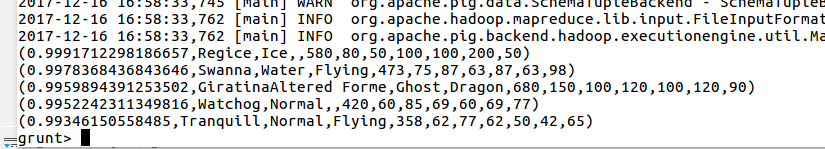 2017-12-16 16:58:33,745 [main] WARN  org.apache.pig.data.SchemaTupleBackend - SchemaTupleB
2017-12-16 16:58:33,762 [main] INFO  org.apache.hadoop.mapreduce.lib.input.FileInputFormat
2017-12-16 16:58:33,762 [main] INFO  org.apache.pig.backend.hadoop.executionengine.util.Ma
(0.9991712298186657,Regice,Ice,,580,80,50,100,100,200,50)
(0.9978368436843646,Swanna,Water,Flying,473,75,87,63,87,63,98)
(0.9959894391253502,GiratinaAltered Forme,Ghost,Dragon,680,150,100,120,100,120,90)
(0.9952242311349816,Watchog,Normal,,420,60,85,69,60,69,77)
(0.99346150558485,Tranquill,Normal,Flying,358,62,77,62,50,42,65)
grunt>